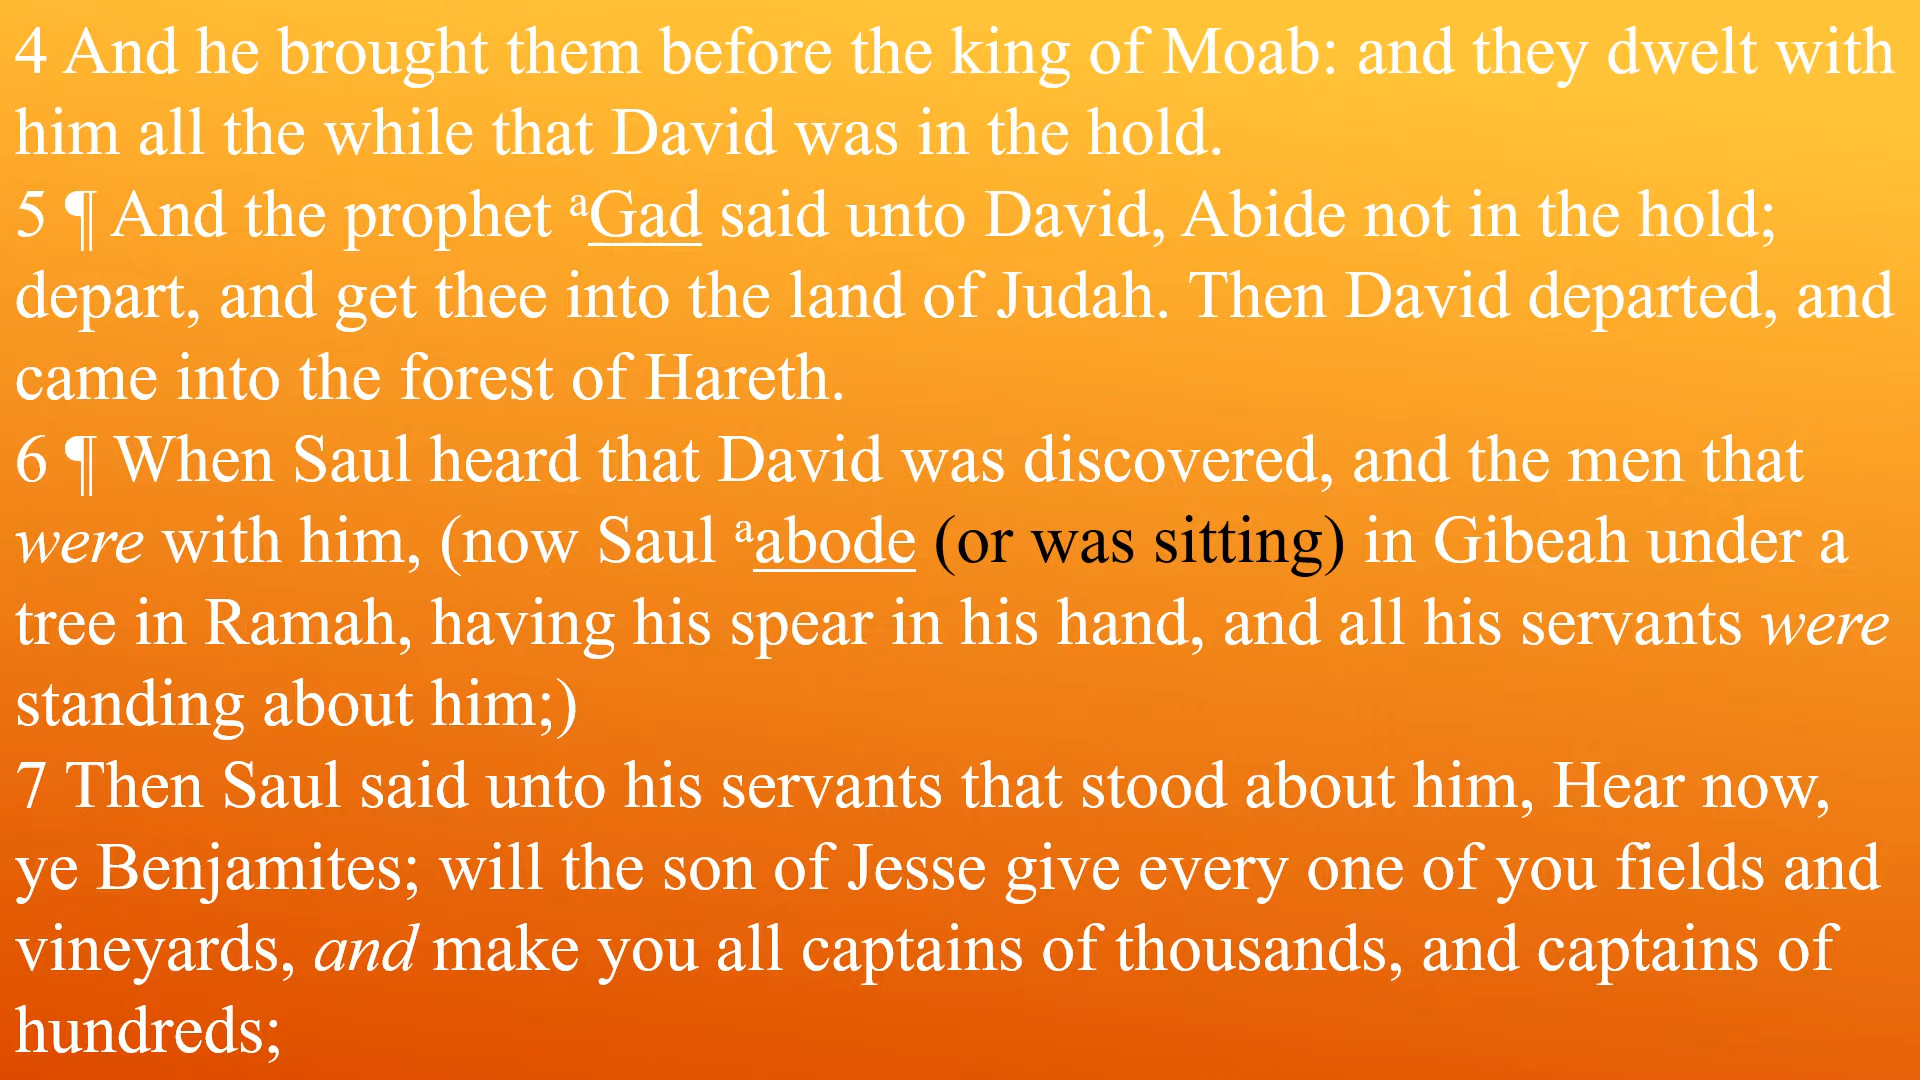 4 And he brought them before the king of Moab: and they dwelt with
him all the while that David was in the hold.
5 ¶ And the prophet aGad said unto David, Abide not in the hold;
depart, and get thee into the land of Judah. Then David departed, and
came into the forest of Hareth.
6 ¶ When Saul heard that David was discovered, and the men that
were with him, (now Saul aabode (or was sitting) in Gibeah under a
tree in Ramah, having his spear in his hand, and all his servants were
standing about him;)
7 Then Saul said unto his servants that stood about him, Hear now,
ye Benjamites; will the son of Jesse give every one of you fields and
vineyards, and make you all captains of thousands, and captains of
hundreds;